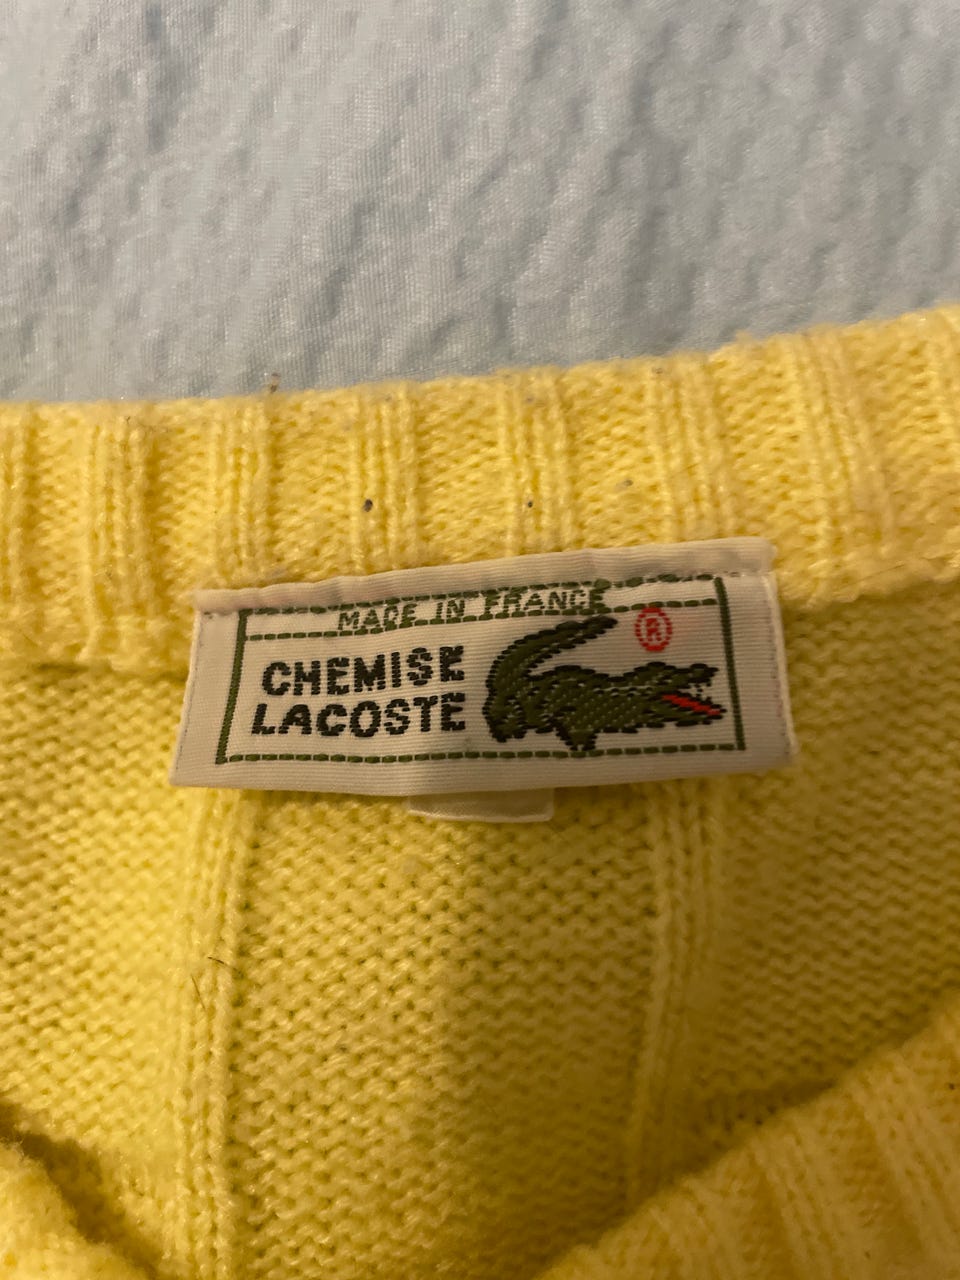 MADE IN FRANCE
CHEMISE
LACOSTE
®